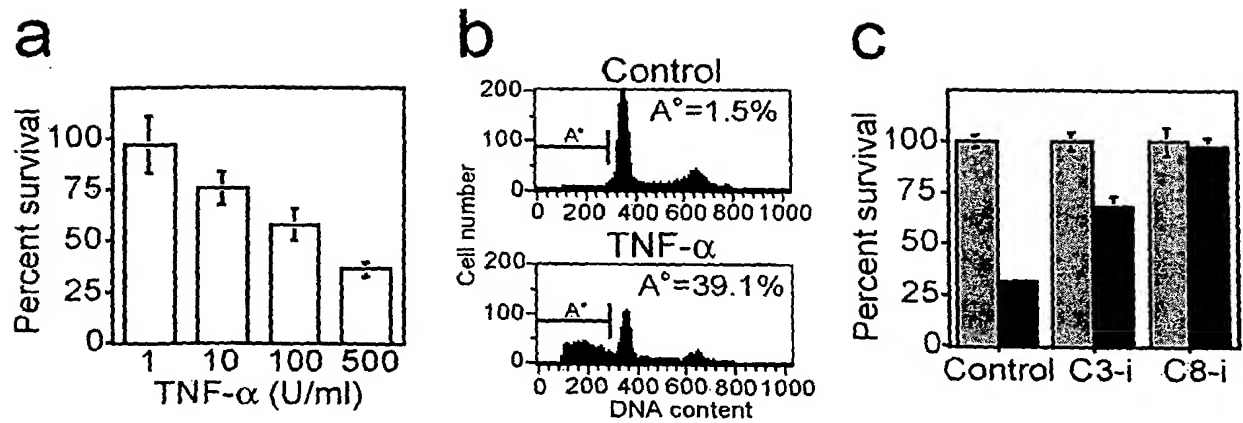 a
Percent survival
100
75
50
25
0
1 10 100 500
TNF-α (U/ml)
b
Cell number
Control
200
100
0
A°=1.5%
A°
0 200 400 600 800 1000
TNF-α
200
100
0
A°=39.1%
A°
0 200 400 600 800 1000
DNA content
c
Percent survival
100
75
50
25
0
Control C3-i C8-i